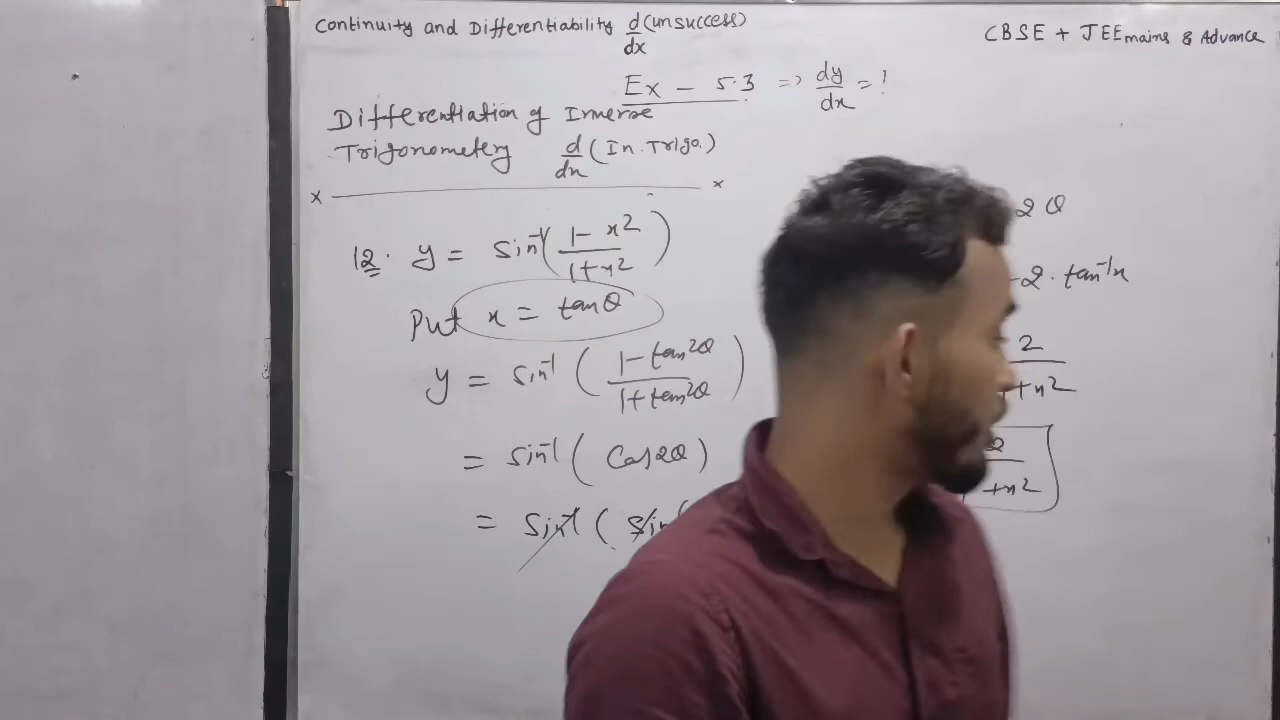 Continuity and Differentiability d/dx (unsuccess)
CBSE + JEE mains & Advance
Ex - 5.3 => dy/dx = !
Differentiation of Inverse
Trigonometery d/dx (In. Trigo.)
12. y = sin⁻¹( 1 - x² / 1 + x² )
Put x = tanθ
y = sin⁻¹ ( 1 - tan²θ / 1 + tan²θ )
= sin⁻¹ ( Cos2θ )
= sin⁻¹ ( sin (
2θ
-2 . tan⁻¹x
2
+x²
2
+x²